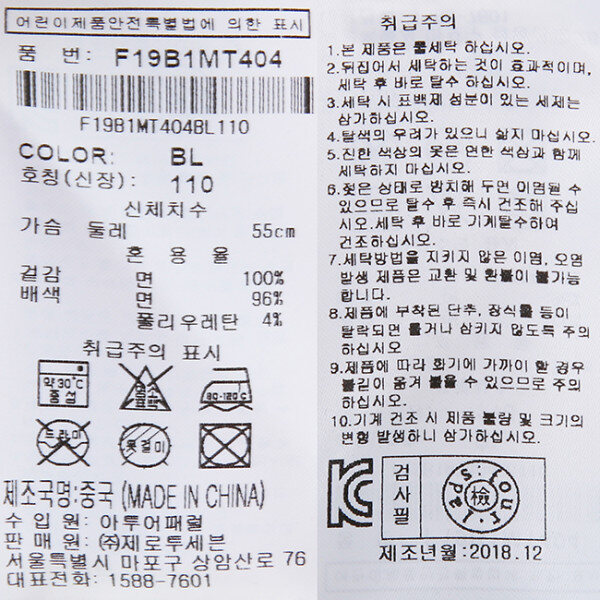 어린이제품안전특별법에 의한 표시
품 번: F19B1MT404
F19B1MT404BL110
COLOR: BL
호칭(신장): 110
신체치수
가슴 둘레 55cm
혼 용 율
겉감 면 100%
배색 면 96%
폴리우레탄 4%
취급주의 표시
약30℃
중성
염소
표백
80-120℃
드라이
옷걸이
제조국명:중국 (MADE IN CHINA)
수 입 원: 아투어패럴
판 매 원: ㈜제로투세븐
서울특별시 마포구 상암산로 76
대표전화: 1588-7601
취급주의
1.본 제품은 물세탁 하십시오.
2.뒤집어서 세탁하는 것이 효과적이며,
세탁 후 바로 탈수 하십시오.
3.세탁 시 표백제 성분이 있는 세제는
삼가하십시오.
4.탈색의 우려가 있으니 삶지 마십시오.
5.진한 색상의 옷은 연한 색상과 함께
세탁하지 마십시오.
6.젖은 상태로 방치해 두면 이염될 수
있으므로 탈수 후 즉시 건조해 주십
시오.세탁 후 바로 기계탈수하여
건조하십시오.
7.세탁방법을 지키지 않은 이염, 오염
발생 제품은 교환 및 환불이 불가능
합니다.
8.제품에 부착된 단추, 장식물 등이
탈락되면 물거나 삼키지 않도록 주의
하십시오
9.제품에 따라 화기에 가까이 할 경우
불길이 옮겨 붙을 수 있으므로 주의
하십시오.
10.기계 건조 시 제품 불량 및 크기의
변형 발생하니 삼가하십시오.
검사필
four.laps:
檢
제조년월:2018.12